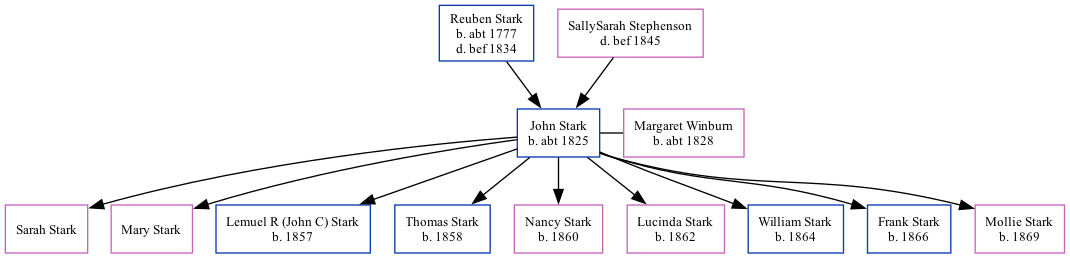 Reuben Stark
b. abt 1777
d. bef 1834
SallySarah Stephenson
d. bef 1845
John Stark
b. abt 1825
Margaret Winburn
b. abt 1828
Sarah Stark
Mary Stark
Lemuel R (John C) Stark
b. 1857
Thomas Stark
b. 1858
Nancy Stark
b. 1860
Lucinda Stark
b. 1862
William Stark
b. 1864
Frank Stark
b. 1866
Mollie Stark
b. 1869